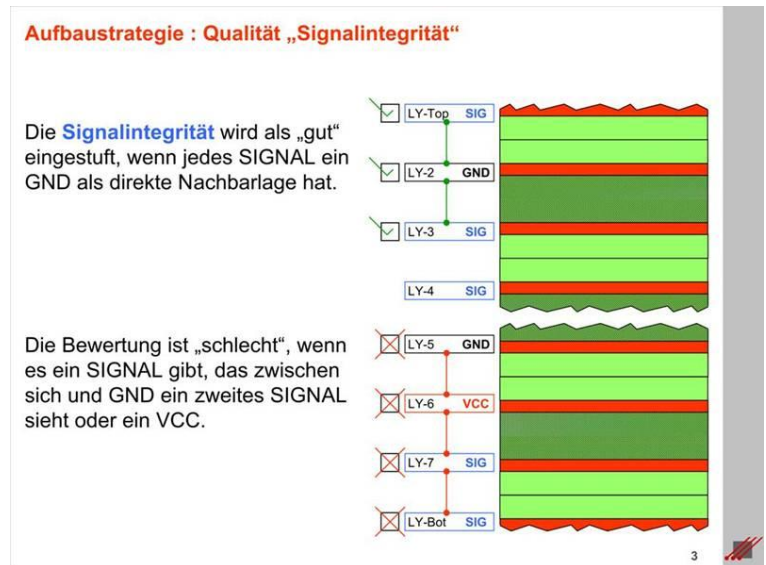 Aufbaustrategie : Qualität „Signalintegrität“
Die Signalintegrität wird als „gut“
eingestuft, wenn jedes SIGNAL ein
GND als direkte Nachbarlage hat.
LY-Top SIG
LY-2 GND
LY-3 SIG
LY-4 SIG
Die Bewertung ist „schlecht“, wenn
es ein SIGNAL gibt, das zwischen
sich und GND ein zweites SIGNAL
sieht oder ein VCC.
LY-5 GND
LY-6 VCC
LY-7 SIG
LY-Bot SIG
3